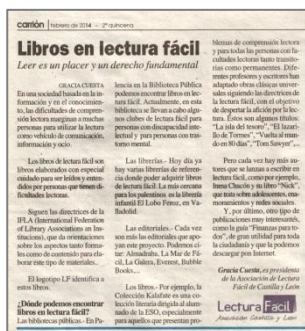 carrión | febrero de 2014 - 2ª quincena
Libros en lectura fácil
Leer es un placer y un derecho fundamental
GRACIA CUESTA
En una sociedad basada en la in-
formación y en el conocimien-
to, las dificultades de compren-
sión lectora marginan a muchas
personas para utilizar la lectura
como vehículo de comunicación,
información y ocio.
Los libros de lectura fácil son
libros elaborados con especial
cuidado para ser leídos y enten-
didos por personas que tienen di-
ficultades lectoras.
Siguen las directrices de la
IFLA (International Federation
of Library Associations an Ins-
titutions), que da orientaciones
sobre los aspectos tanto forma-
les como de contenido para ela-
borar este tipo de materiales..
El logotipo LF identifica a
estos libros.
¿Dónde podemos encontrar
libros en lectura fácil?
Las bibliotecas públicas.- En Pa-
lencia en la Biblioteca Pública
podemos encontrar libros en lec-
tura fácil. Actualmente, en esta
biblioteca se llevan a cabo algu-
nos clubes de lectura fácil para
personas con discapacidad inte-
lectual y para personas con tras-
torno mental.
Las librerías.- Hoy día ya
hay varias librerías de referen-
cia donde poder adquirir libros
de lectura fácil. La más cercana
para los palentinos es la librería
infantil El Lobo Feroz, en Va-
lladolid.
Las editoriales.- Cada vez
son más las editoriales que apo-
yan este proyecto. Podemos ci-
tar: Almadraba, La Mar de Fá-
cil, La Galera, Everest, Bubble
Books....
Los libros.- Por ejemplo, la
Colección Kalafate es una co-
lección literaria dirigida al alum-
nado de la ESO, especialmente
para aquellos que presentan pro-
blemas de comprensión lectora
y para todas las personas con fa-
cultades lectoras tanto transito-
rias como permanentes. Dife-
rentes profesores y escritores han
adaptado obras clásicas univer-
sales siguiendo las directrices de
la lectura fácil, con el objetivo
de despertar la afición por la lec-
tura. Éstos son algunos títulos:
"La isla del tesoro", "El lazari-
llo de Tormes", "Vuelta al mun-
do en 80 días", "Tom Sawyer"...
Pero cada vez hay más au-
tores que se lanzan a escribir en
lectura fácil, como por ejemplo,
Inma Chacón y su libro "Nick",
que trata sobre adolescentes, ena-
moramientos y redes sociales.
Y, por último, otro tipo de
publicaciones muy interesantes,
como la guía "Finanzas para to-
dos", de gran utilidad para toda
la ciudadanía y que la podemos
descargar por Internet.
Gracia Cuesta, es presidenta
de la Asociación de Lectura
Fácil de Castilla y León
Lectura Fácil
Asociación Castilla y León